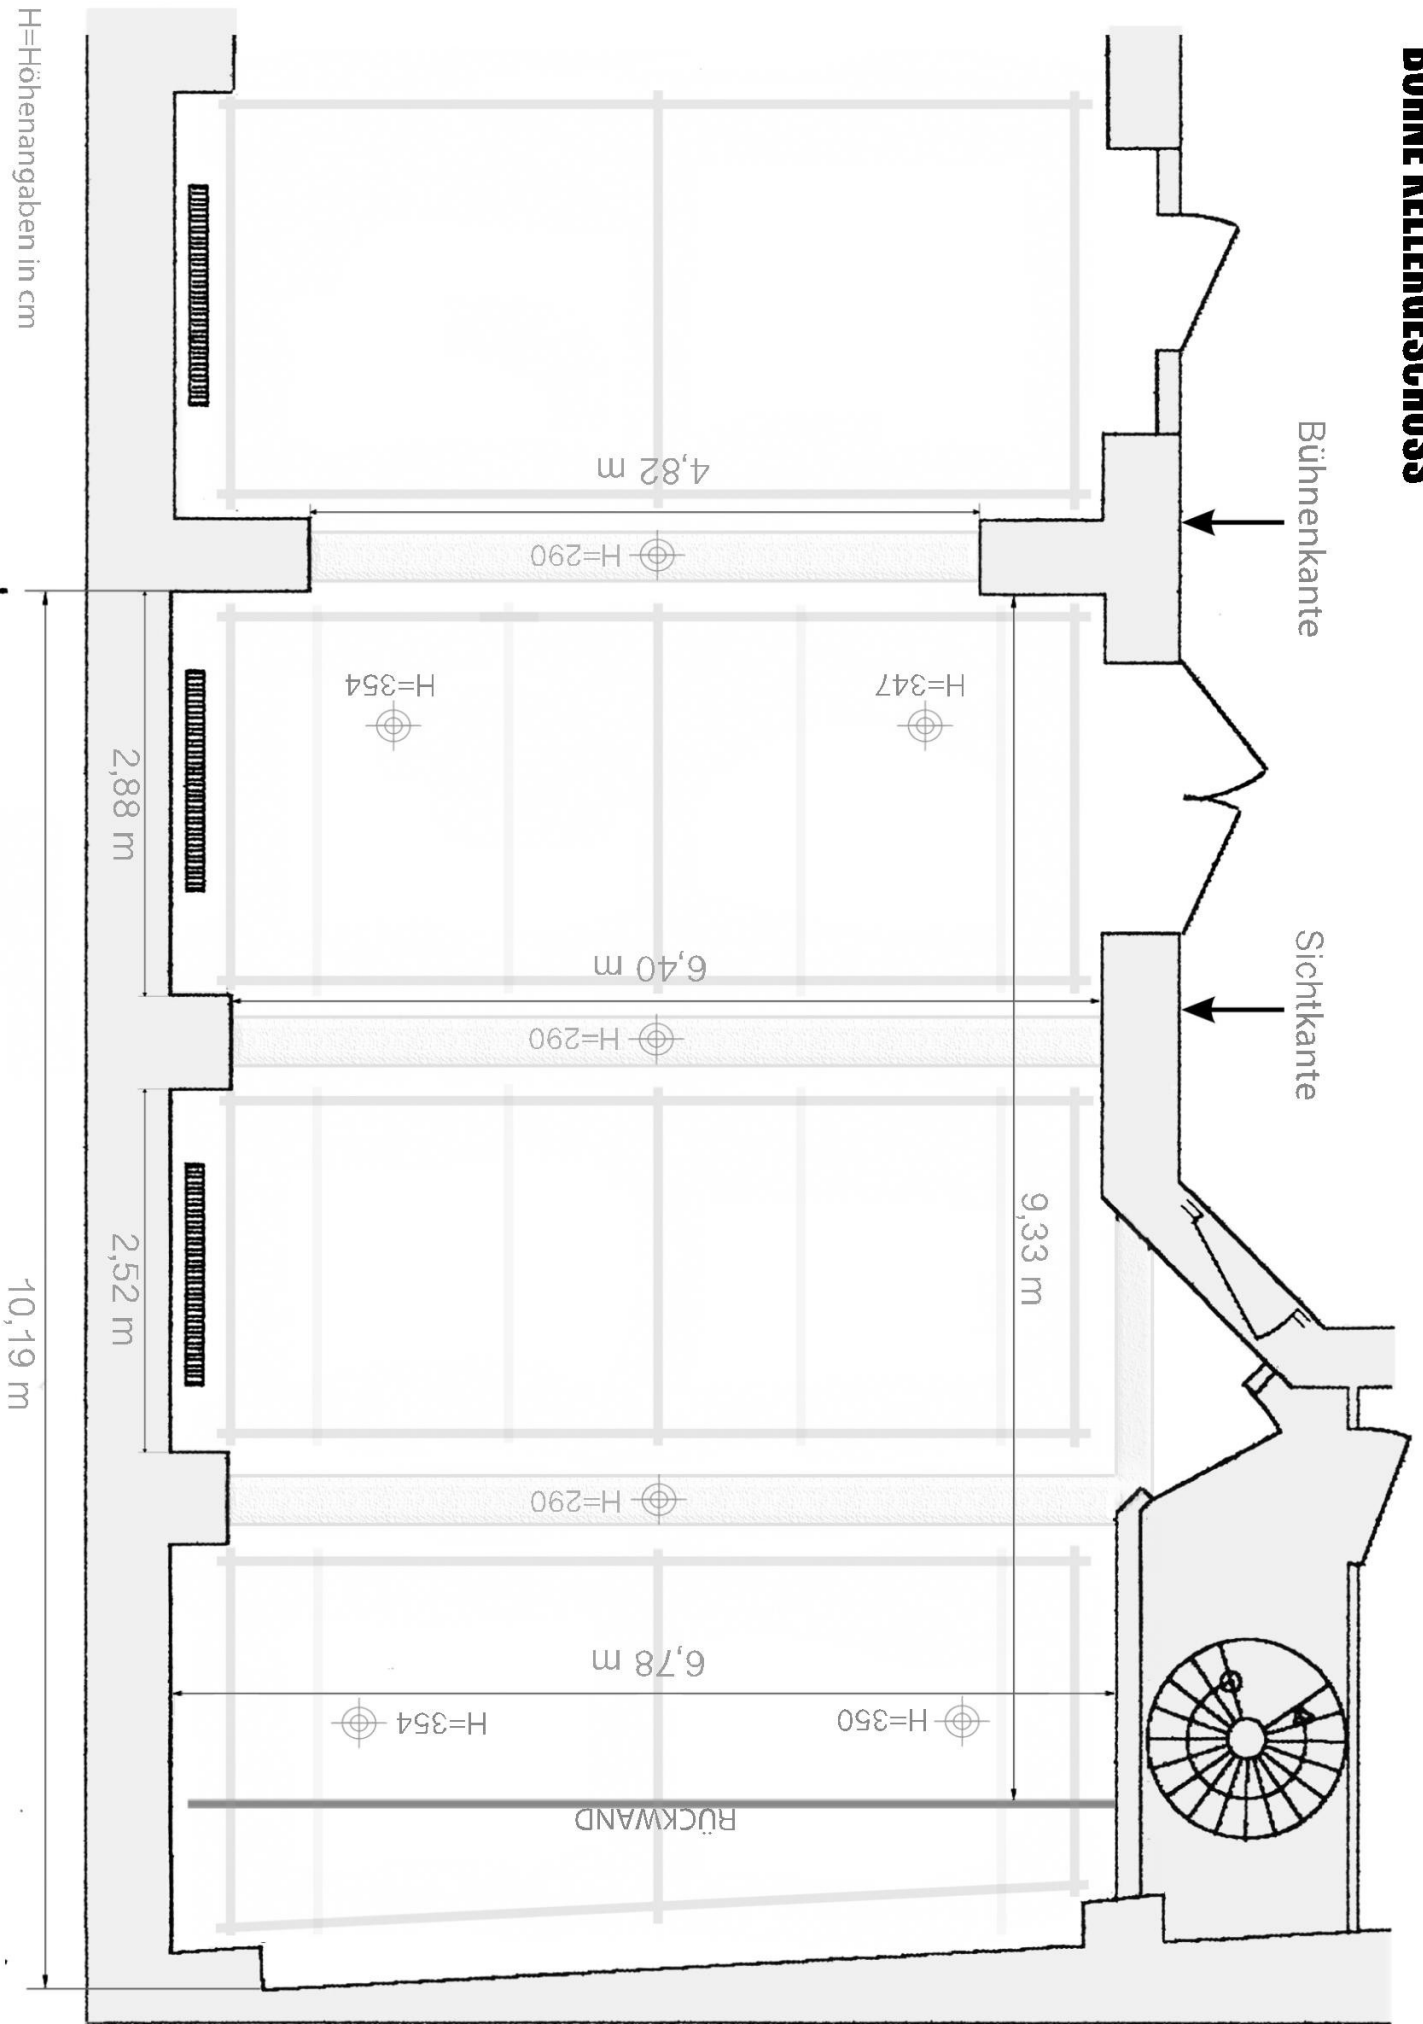 BÜHNE KELLERGESCHOSS
H=Höhenangaben in cm
Bühnenkante
4,82 m
H=290
H=354
H=347
2,88 m
Sichtkante
6,40 m
H=290
9,33 m
2,52 m
10,19 m
H=290
6,78 m
H=354
H=350
RÜCKWAND